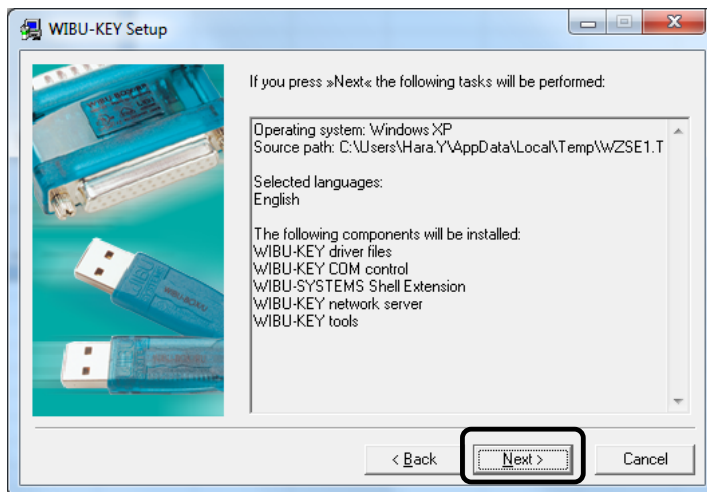 WIBU-KEY Setup
If you press »Next« the following tasks will be performed:
Operating system: Windows XP
Source path: C:\Users\Hara.Y\AppData\Local\Temp\WZSE1.T
Selected languages:
English
The following components will be installed:
WIBU-KEY driver files
WIBU-KEY COM control
WIBU-SYSTEMS Shell Extension
WIBU-KEY network server
WIBU-KEY tools
< Back
Next >
Cancel